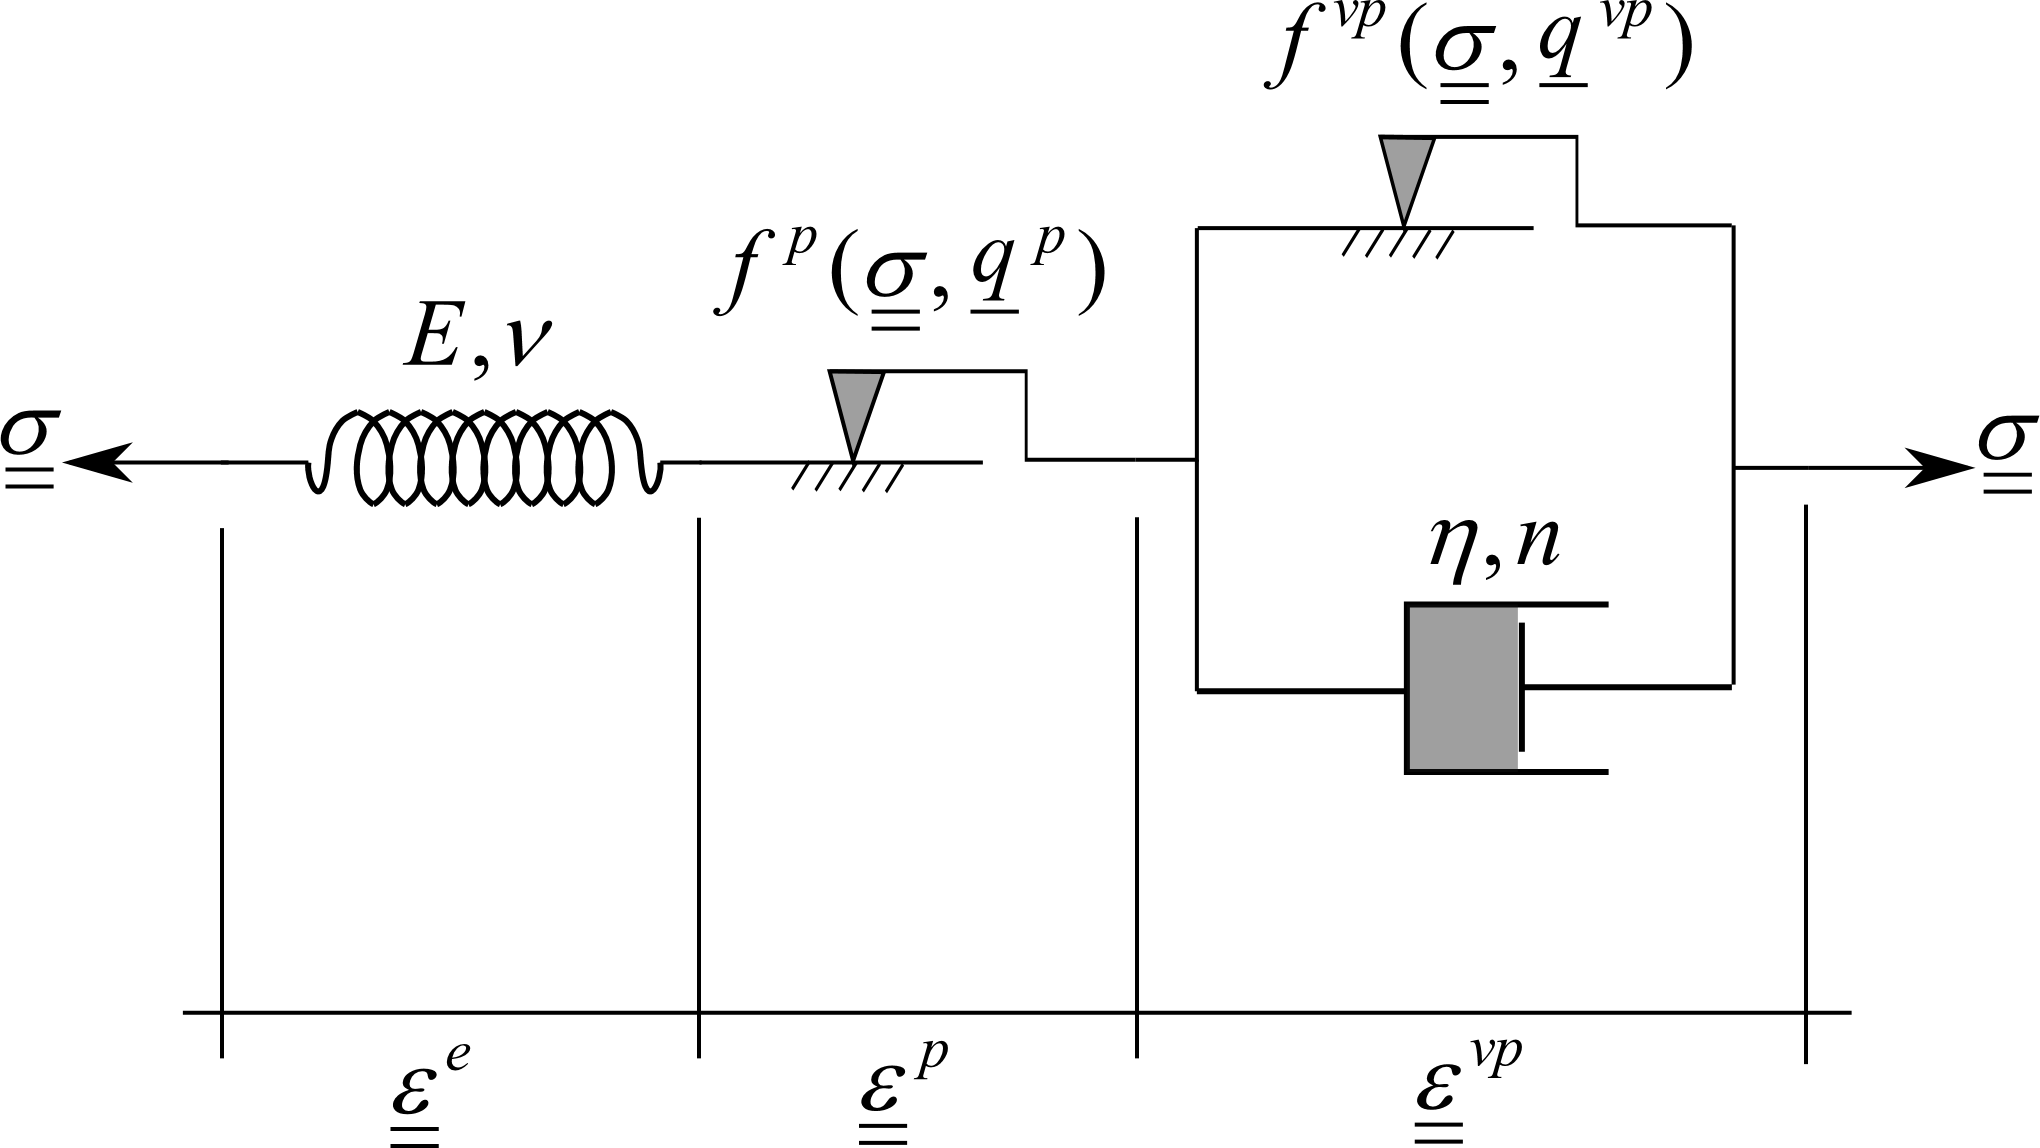 f^vp(σ, q^vp)
f^p(σ, q^p)
E, ν
σ
σ
η, n
ε^e
ε^p
ε^vp